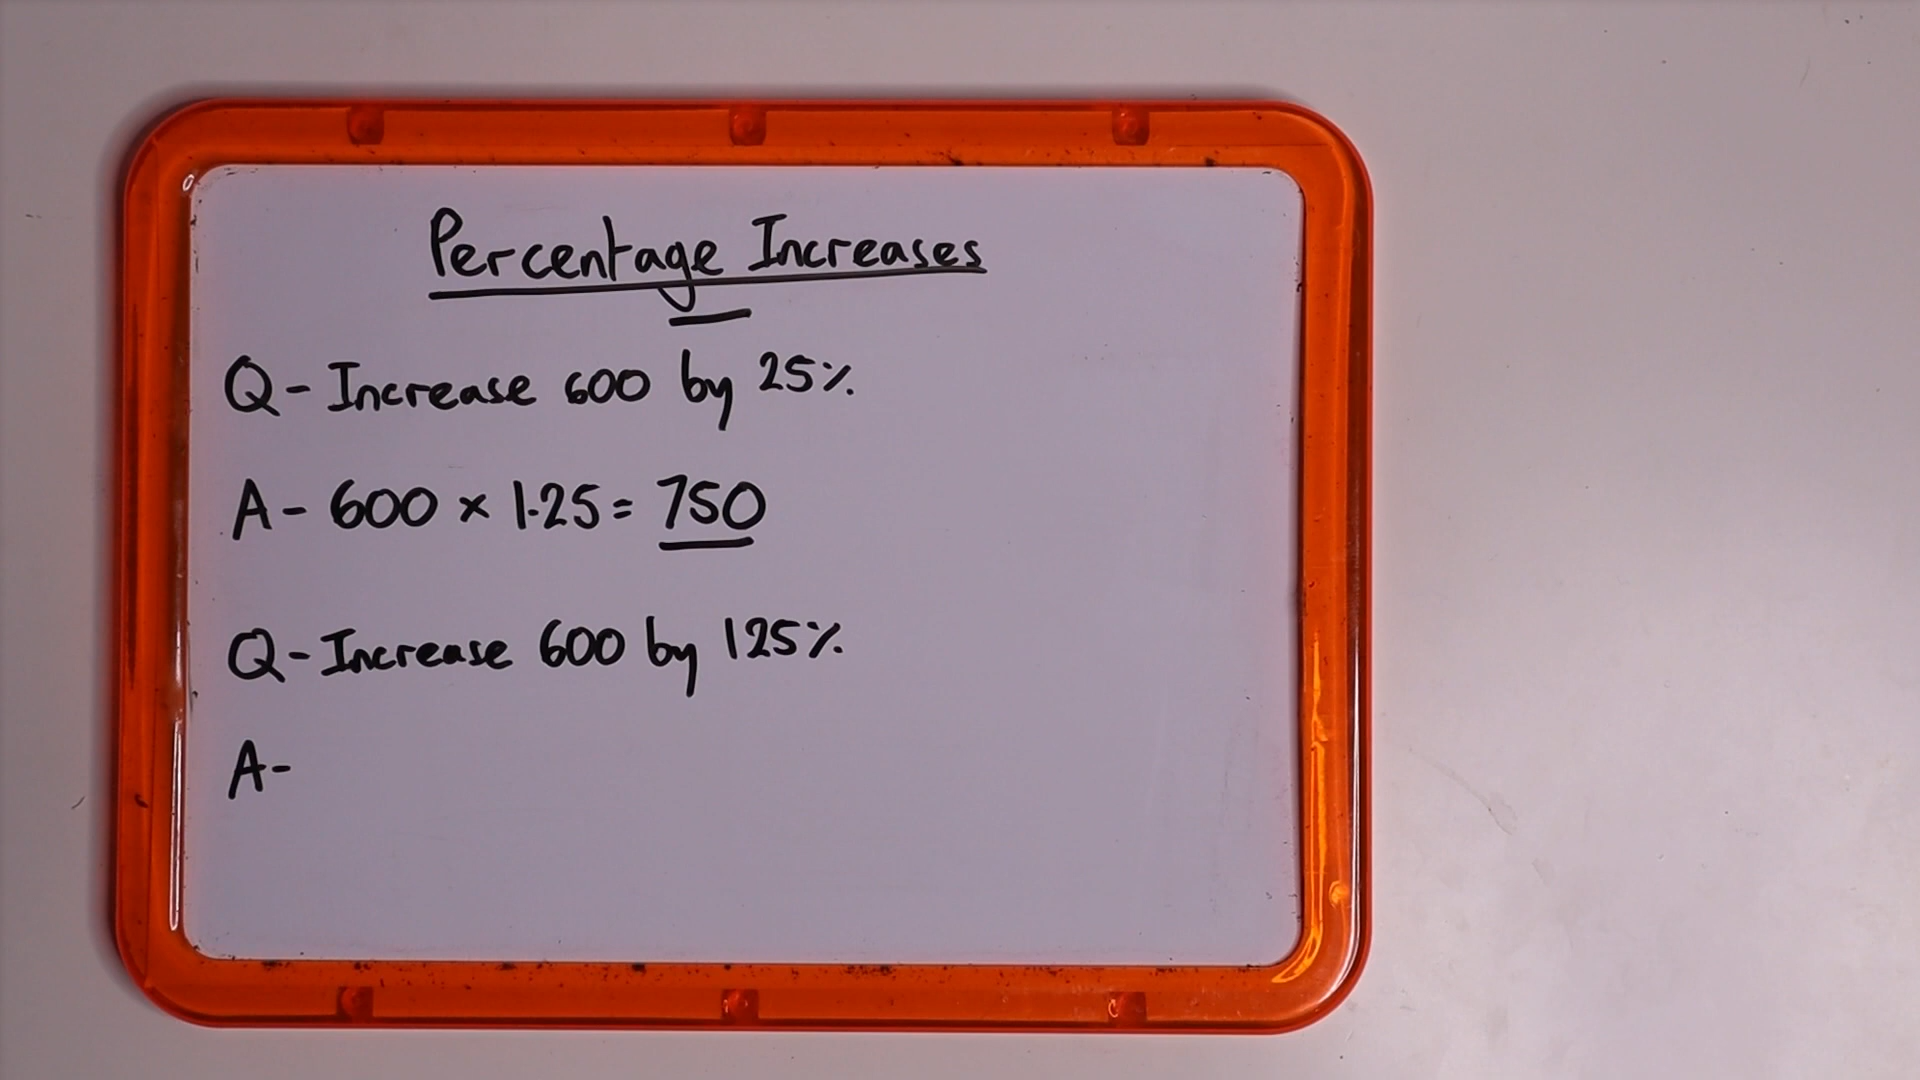 Percentage Increases
Q- Increase 600 by 25%
A- 600 × 1.25 = 750
Q- Increase 600 by 125%
A-